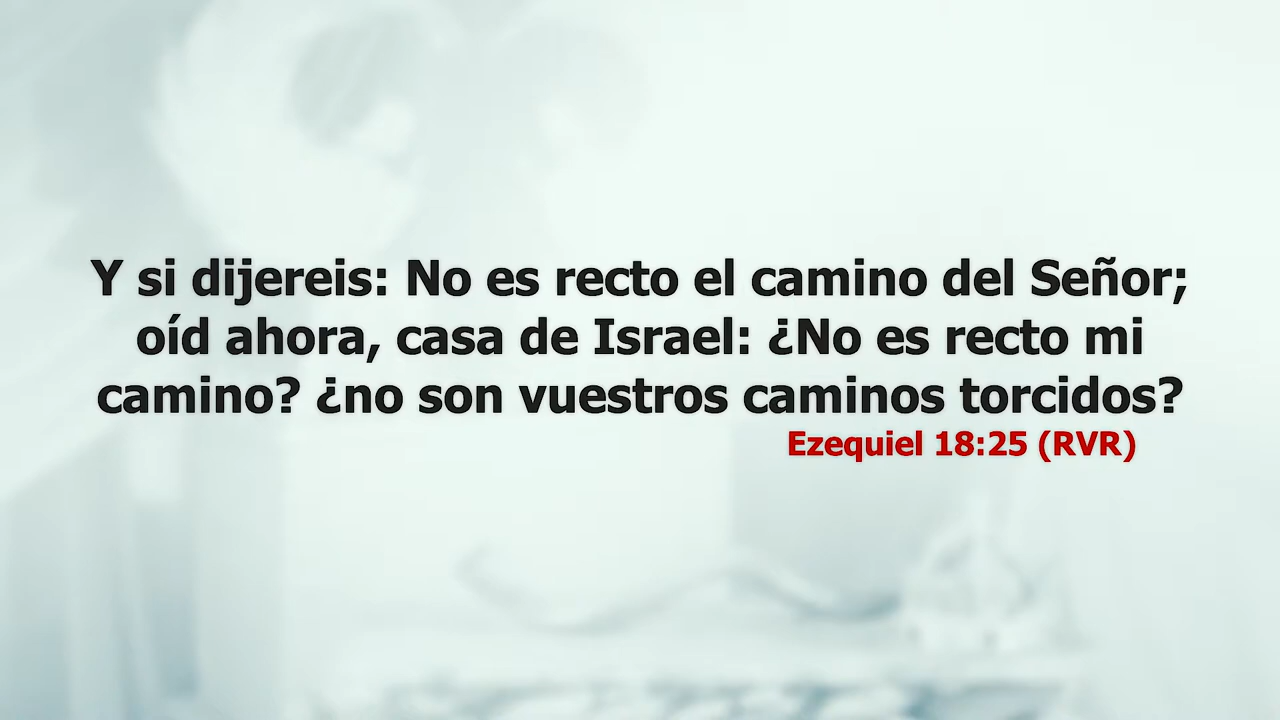 Y si dijereis: No es recto el camino del Señor;
oíd ahora, casa de Israel: ¿No es recto mi
camino? ¿no son vuestros caminos torcidos?
Ezequiel 18:25 (RVR)